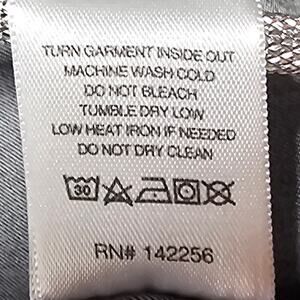 TURN GARMENT INSIDE OUT
MACHINE WASH COLD
DO NOT BLEACH
TUMBLE DRY LOW
LOW HEAT IRON IF NEEDED
DO NOT DRY CLEAN
30
RN# 142256